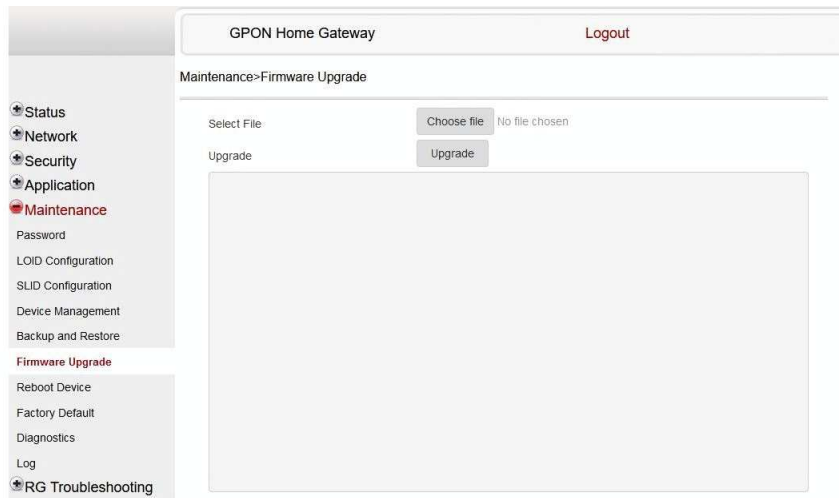 GPON Home Gateway
Logout
Maintenance>Firmware Upgrade
Status
Network
Security
Application
Maintenance
Password
LOID Configuration
SLID Configuration
Device Management
Backup and Restore
Firmware Upgrade
Reboot Device
Factory Default
Diagnostics
Log
RG Troubleshooting
Select File
Choose file No file chosen
Upgrade
Upgrade